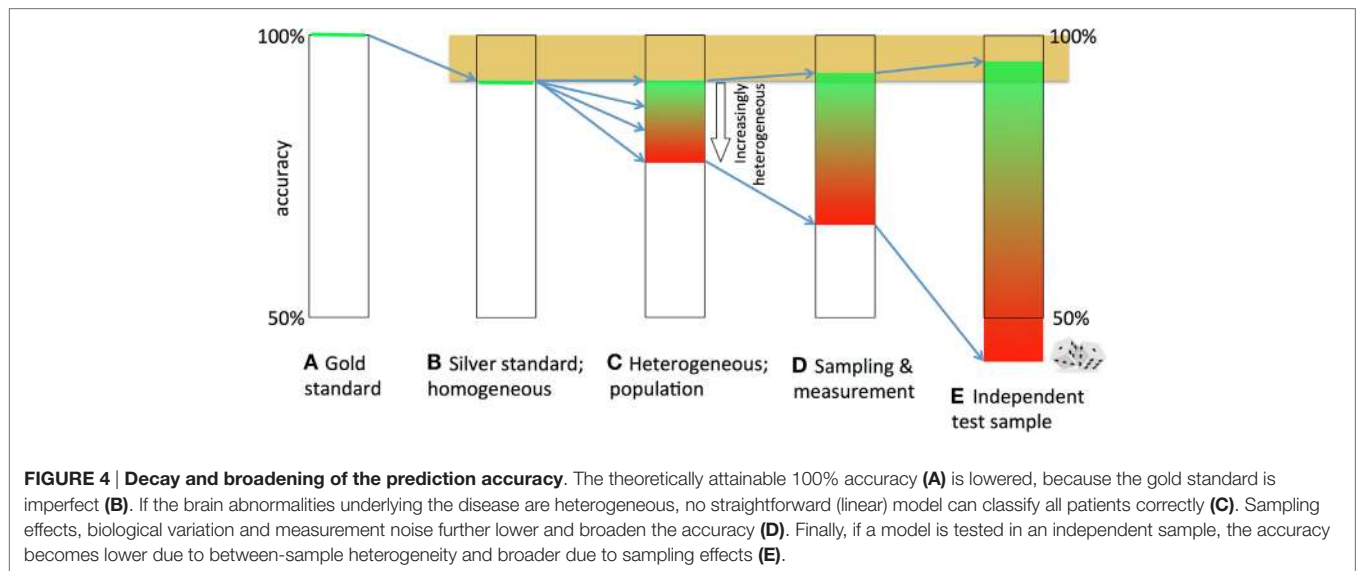 100%
100%
accuracy
Increasingly
heterogeneous
50%
50%
A Gold
standard
B Silver standard;
homogeneous
C Heterogeneous;
population
D Sampling &
measurement
E Independent
test sample
FIGURE 4 | Decay and broadening of the prediction accuracy. The theoretically attainable 100% accuracy (A) is lowered, because the gold standard is
imperfect (B). If the brain abnormalities underlying the disease are heterogeneous, no straightforward (linear) model can classify all patients correctly (C). Sampling
effects, biological variation and measurement noise further lower and broaden the accuracy (D). Finally, if a model is tested in an independent sample, the accuracy
becomes lower due to between-sample heterogeneity and broader due to sampling effects (E).